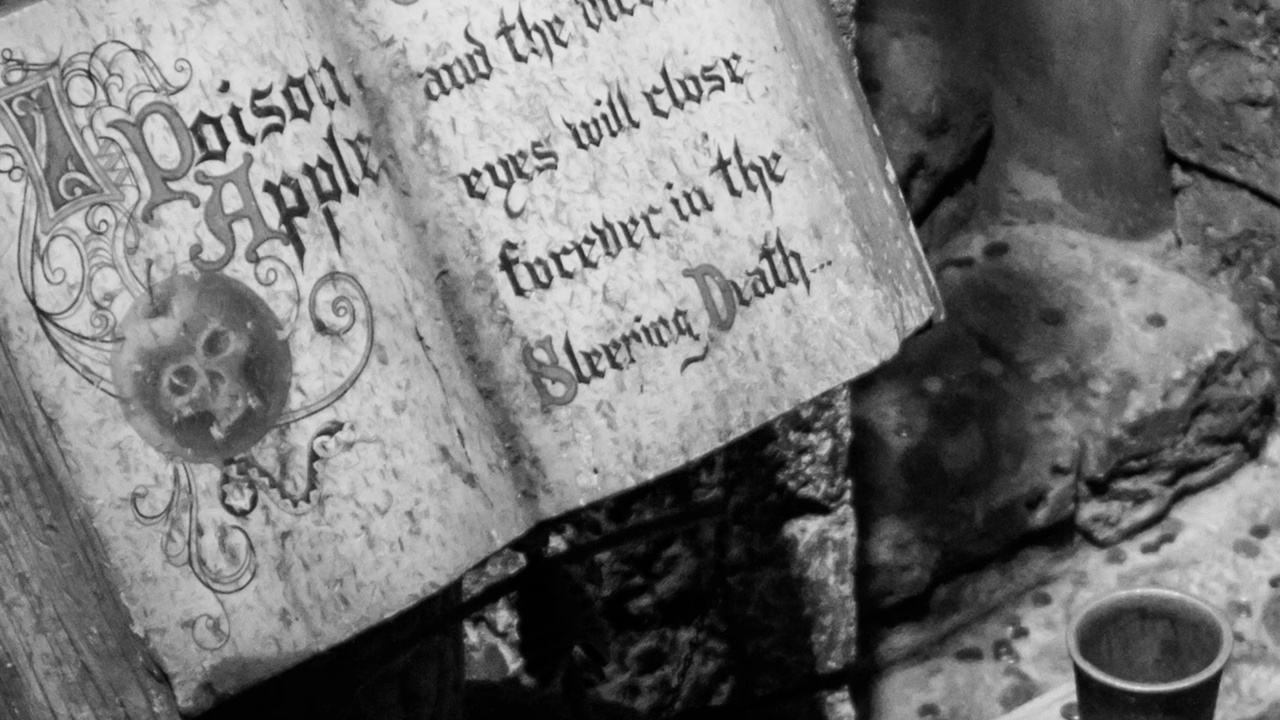 Poison
Apple
and the
eyes will close
forever in the
Sleeping Death...